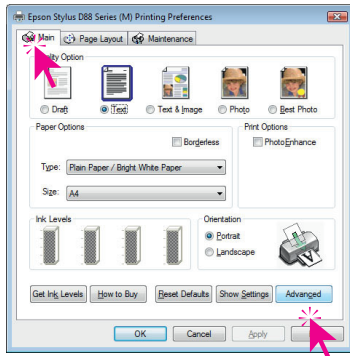 Epson Stylus D88 Series (M) Printing Preferences
Main Page Layout Maintenance
Option
Draft Text Text & Image Photo Best Photo
Paper Options Print Options
Borderless PhotoEnhance
Type: Plain Paper / Bright White Paper
Size: A4
Ink Levels Orientation
Portrait
Landscape
Get Ink Levels How to Buy Reset Defaults Show Settings Advanced
OK Cancel Apply